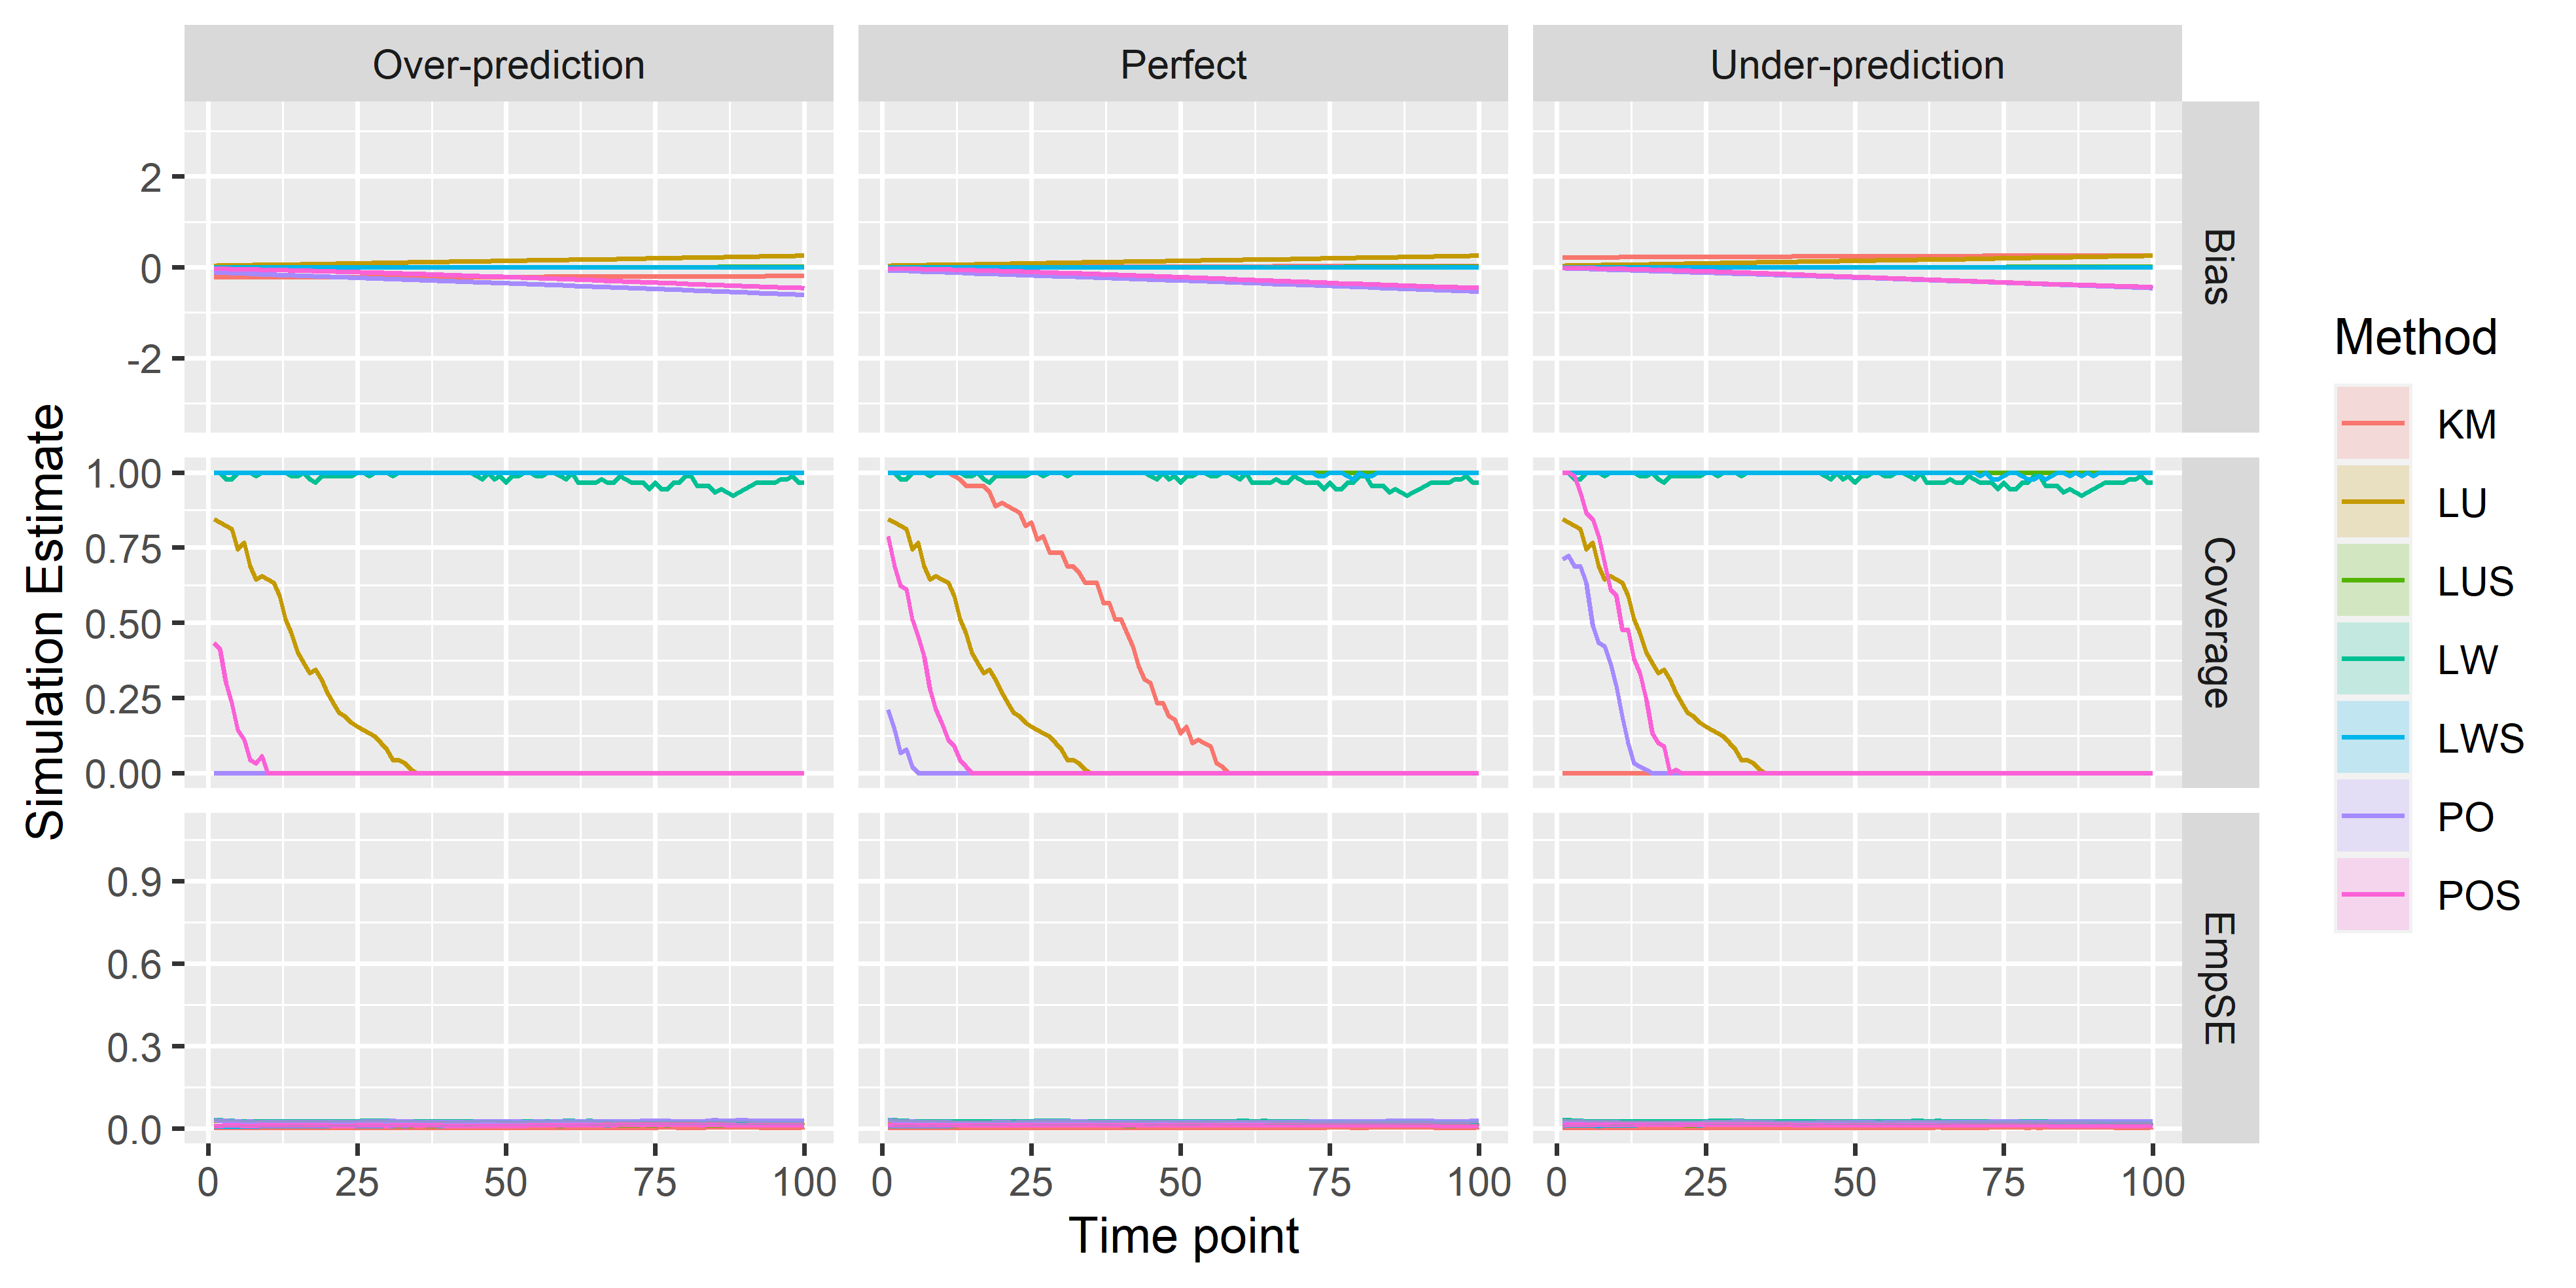 Over-prediction
Perfect
Under-prediction
2
0
-2
Bias
1.00
0.75
0.50
0.25
0.00
Coverage
0.9
0.6
0.3
0.0
EmpSE
0 25 50 75 100
0 25 50 75 100
0 25 50 75 100
Time point
Simulation Estimate
Method
KM
LU
LUS
LW
LWS
PO
POS